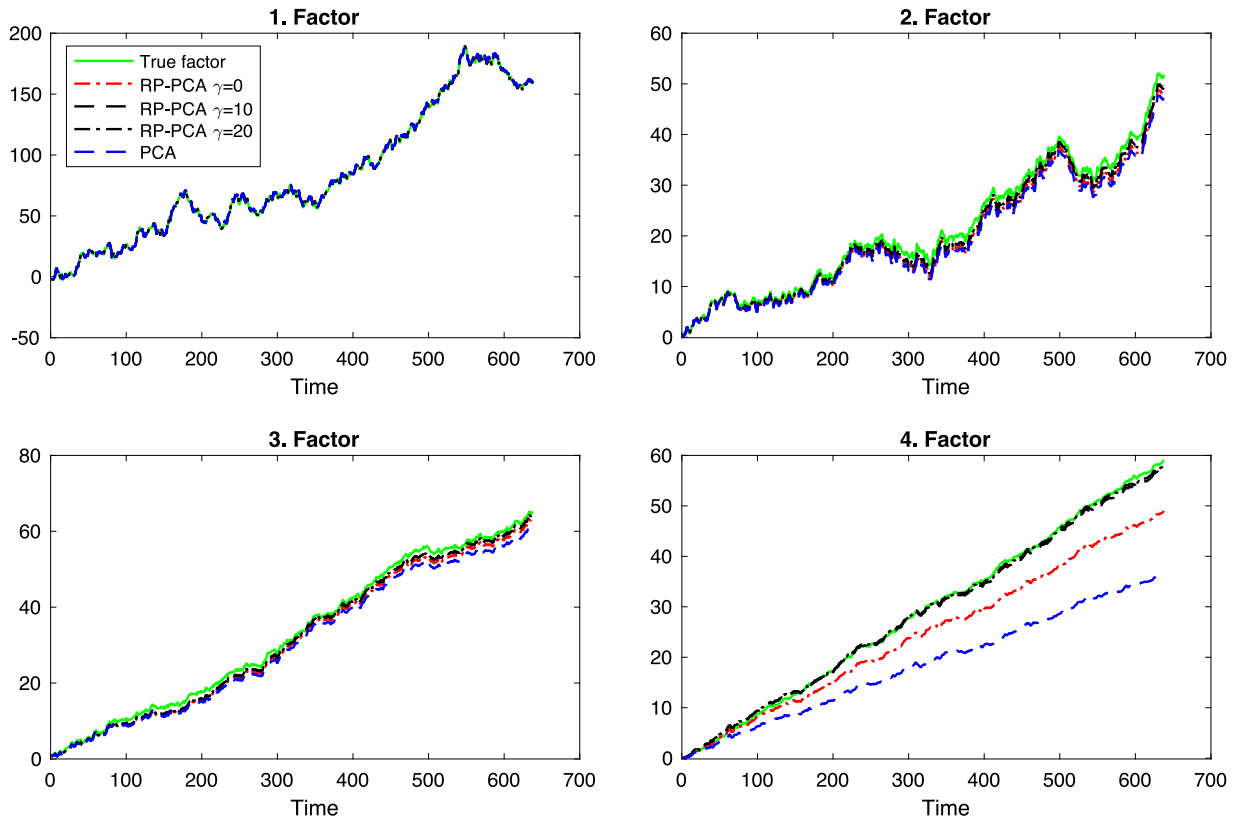 1. Factor
200
150
100
50
0
-50
True factor
RP-PCA γ=0
RP-PCA γ=10
RP-PCA γ=20
PCA
0 100 200 300 400 500 600 700
Time
2. Factor
60
50
40
30
20
10
0
0 100 200 300 400 500 600 700
Time
3. Factor
80
60
40
20
0
0 100 200 300 400 500 600 700
Time
4. Factor
60
50
40
30
20
10
0
0 100 200 300 400 500 600 700
Time